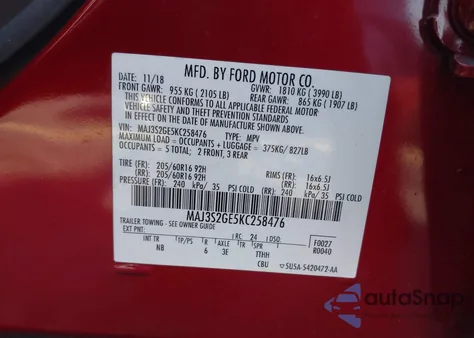 MFD. BY FORD MOTOR CO.
DATE: 11/18 GVWR: 1810 KG ( 3990 LB)
FRONT GAWR: 955 KG ( 2105 LB) REAR GAWR: 865 KG ( 1907 LB)
THIS VEHICLE CONFORMS TO ALL APPLICABLE FEDERAL MOTOR
VEHICLE SAFETY AND THEFT PREVENTION STANDARDS IN
EFFECT ON THE DATE OF MANUFACTURE SHOWN ABOVE.
VIN: MAJ3S2GE5KC258476 TYPE: MPV
MAXIMUM LOAD = OCCUPANTS + LUGGAGE = 375KG/ 827LB
OCCUPANTS = 5 TOTAL; 2 FRONT, 3 REAR
TIRE (FR): 205/60R16 92H RIM (FR): 16x6.5J
(RR): 205/60R16 92H (RR): 16x6.5J
PRESSURE (FR): 240 kPa/ 35 PSI COLD (RR): 240 kPa/ 35 PSI COLD
MAJ3S2GE5KC258476
TRAILER TOWING - SEE OWNER GUIDE
EXT PNT: RC: 24 DSO: F0027
R0040
INT TR TP/PS R AXLE TR SPR
NB 6 3E TTHH
CBU 5U5A-5420472-AA
autoSnap